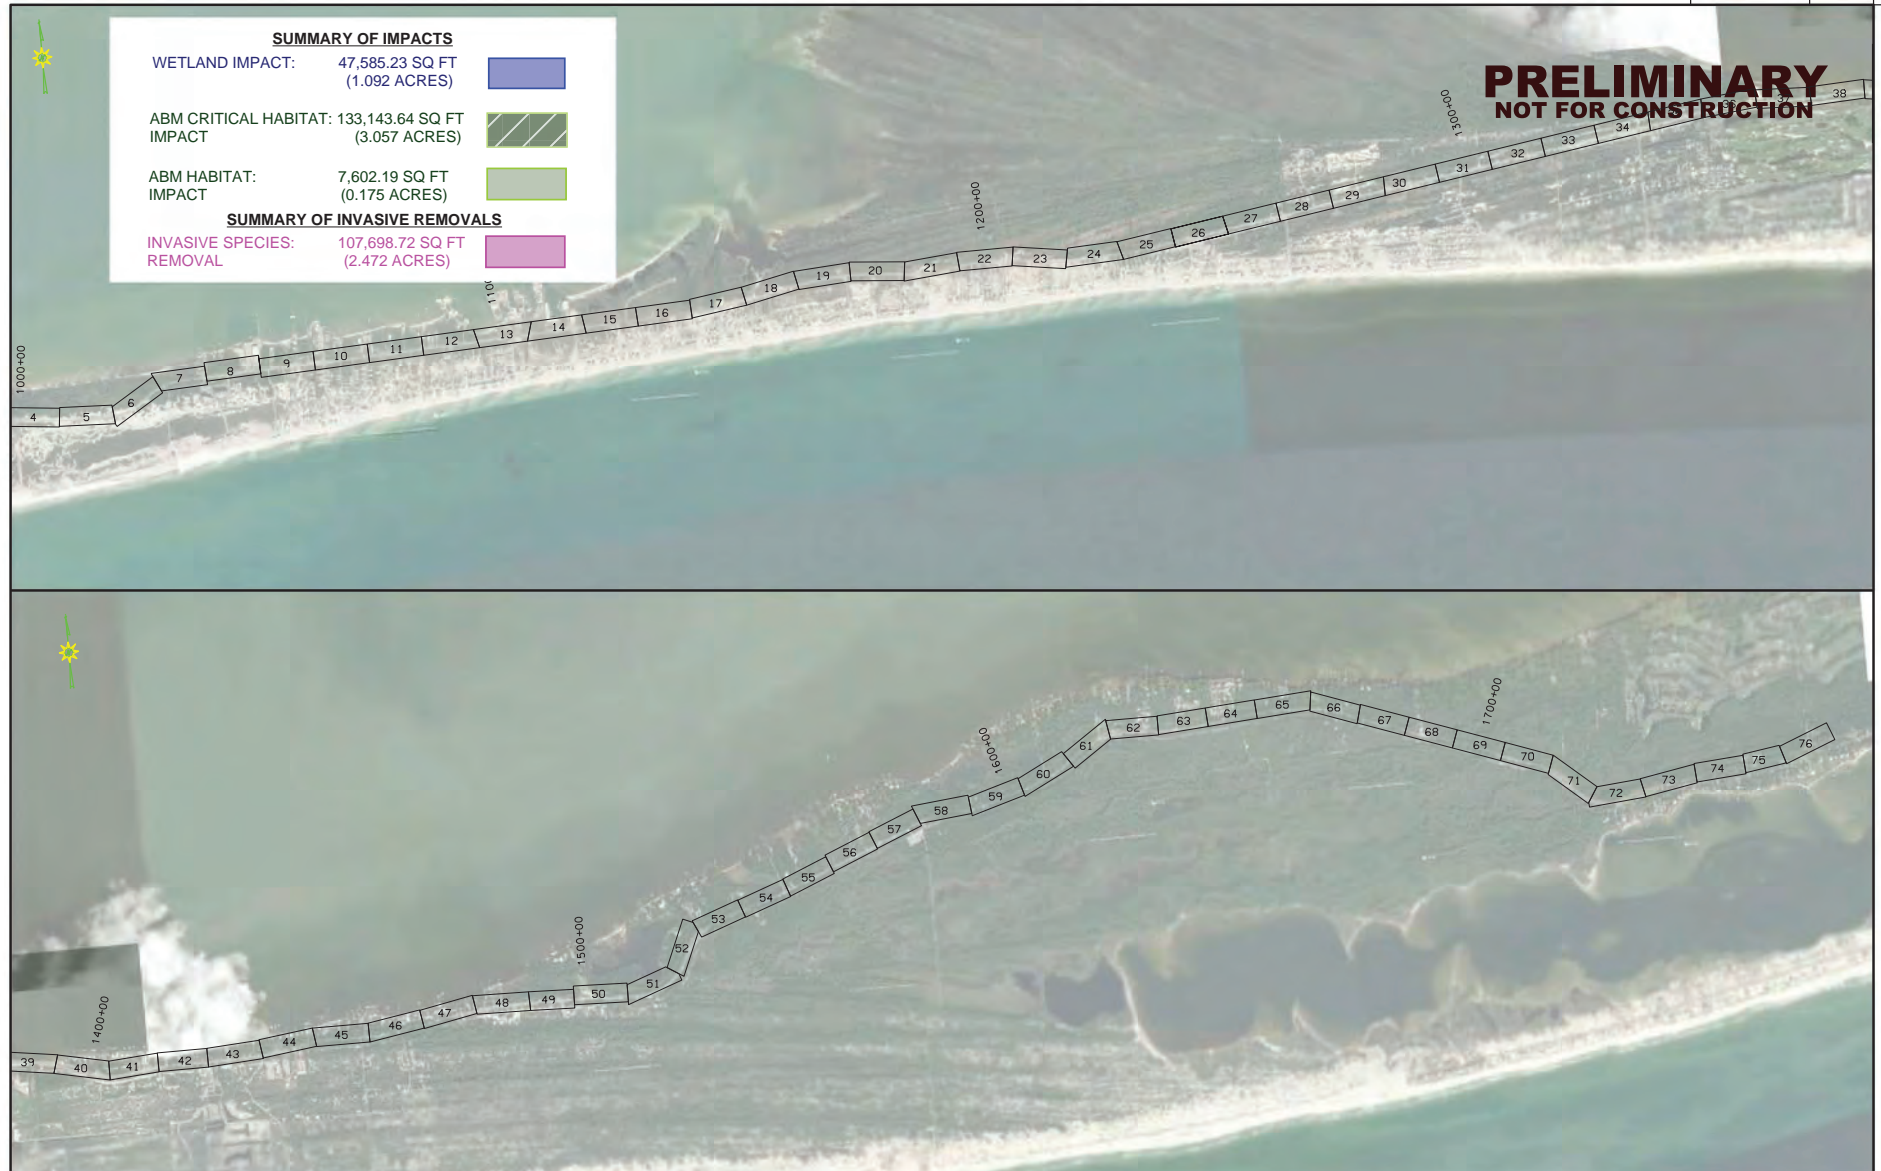 SUMMARY OF IMPACTS
WETLAND IMPACT: 47,585.23 SQ FT
(1.092 ACRES)
ABM CRITICAL HABITAT: 133,143.64 SQ FT
IMPACT (3.057 ACRES)
ABM HABITAT: 7,602.19 SQ FT
IMPACT (0.175 ACRES)
SUMMARY OF INVASIVE REMOVALS
INVASIVE SPECIES: 107,698.72 SQ FT
REMOVAL (2.472 ACRES)
PRELIMINARY
NOT FOR CONSTRUCTION
1000+00
1200+00
1300+00
4 5 6 7 8 9 10 11 12 13 14 15 16 17 18 19 20 21 22 23 24 25 26 27 28 29 30 31 32 33 34 36 37 38
1400+00
1500+00
1600+00
1700+00
39 40 41 42 43 44 45 46 47 48 49 50 51 52 53 54 55 56 57 58 59 60 61 62 63 64 65 66 67 68 69 70 71 72 73 74 75 76